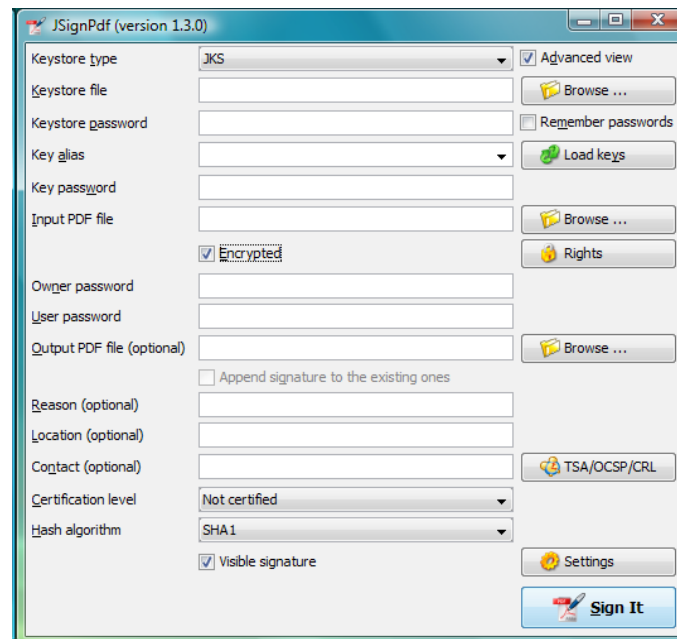 JSignPdf (version 1.3.0)
Keystore type JKS Advanced view
Keystore file Browse ...
Keystore password Remember passwords
Key alias Load keys
Key password
Input PDF file Browse ...
Encrypted Rights
Owner password
User password
Output PDF file (optional) Browse ...
Append signature to the existing ones
Reason (optional)
Location (optional)
Contact (optional) TSA/OCSP/CRL
Certification level Not certified
Hash algorithm SHA1
Visible signature Settings
Sign It